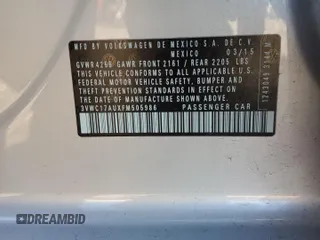 MFD. BY VOLKSWAGEN DE MEXICO S.A. DE C.V.
MEXICO 03/15
GVWR 4266 GAWR FRONT 2161 / REAR 2205 LBS
THIS VEHICLE CONFORMS TO ALL APPLICABLE
FEDERAL MOTOR VEHICLE SAFETY, BUMPER AND
THEFT PREVENTION STANDARDS IN EFFECT ON THE
DATE OF MANUFACTURE SHOWN ABOVE.
3VWC17AUXFM505986 PASSENGER CAR
DREAMBID